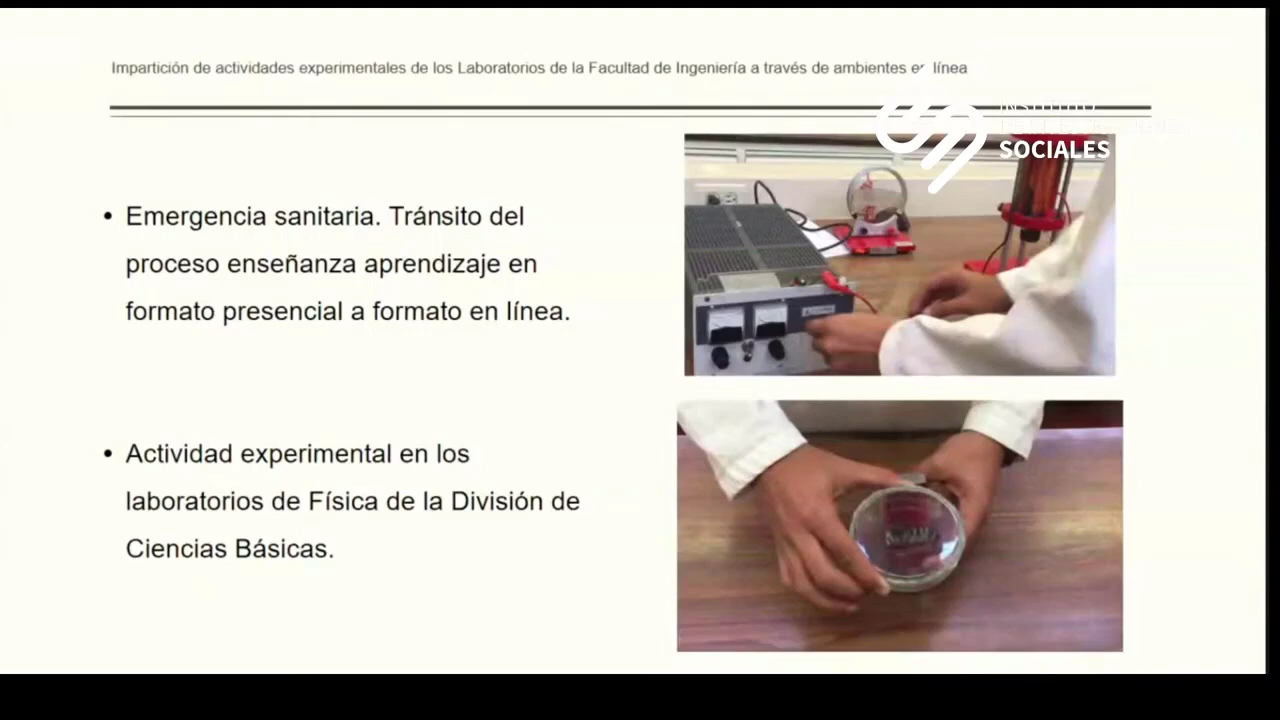 Impartición de actividades experimentales de los Laboratorios de la Facultad de Ingeniería a través de ambientes en línea
INSTITUTO
SOCIALES
• Emergencia sanitaria. Tránsito del
proceso enseñanza aprendizaje en
formato presencial a formato en línea.
• Actividad experimental en los
laboratorios de Física de la División de
Ciencias Básicas.